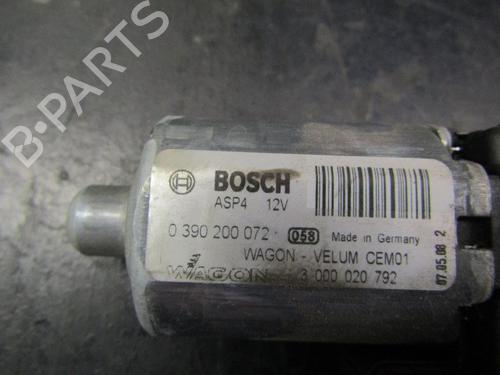 B-PARTS
BOSCH
ASP4 12V
0 390 200 072 058 Made in Germany
WAGON - VELUM CEM01
WAGON 3 000 020 792
07.05.08 2